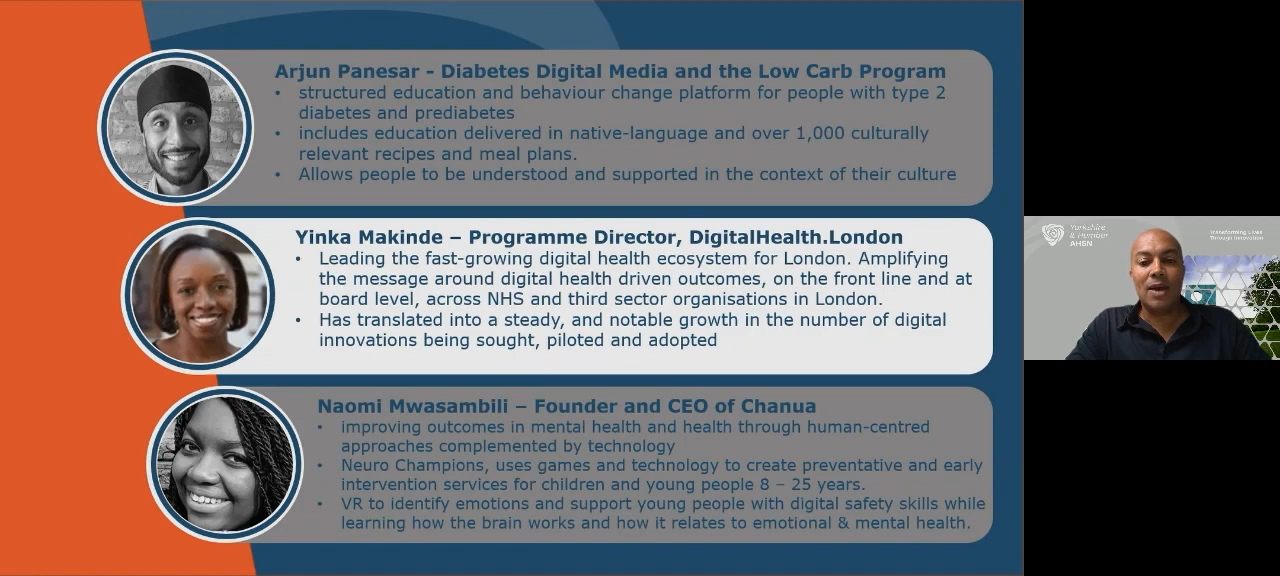 Arjun Panesar - Diabetes Digital Media and the Low Carb Program
• structured education and behaviour change platform for people with type 2
diabetes and prediabetes
• includes education delivered in native-language and over 1,000 culturally
relevant recipes and meal plans.
• Allows people to be understood and supported in the context of their culture
Yinka Makinde – Programme Director, DigitalHealth.London
• Leading the fast-growing digital health ecosystem for London. Amplifying
the message around digital health driven outcomes, on the front line and at
board level, across NHS and third sector organisations in London.
• Has translated into a steady, and notable growth in the number of digital
innovations being sought, piloted and adopted
Naomi Mwasambili – Founder and CEO of Chanua
• improving outcomes in mental health and health through human-centred
approaches complemented by technology
• Neuro Champions, uses games and technology to create preventative and early
intervention services for children and young people 8 – 25 years.
• VR to identify emotions and support young people with digital safety skills while
learning how the brain works and how it relates to emotional & mental health.
Yorkshire
& Humber
AHSN
Transforming Lives
Through Innovation